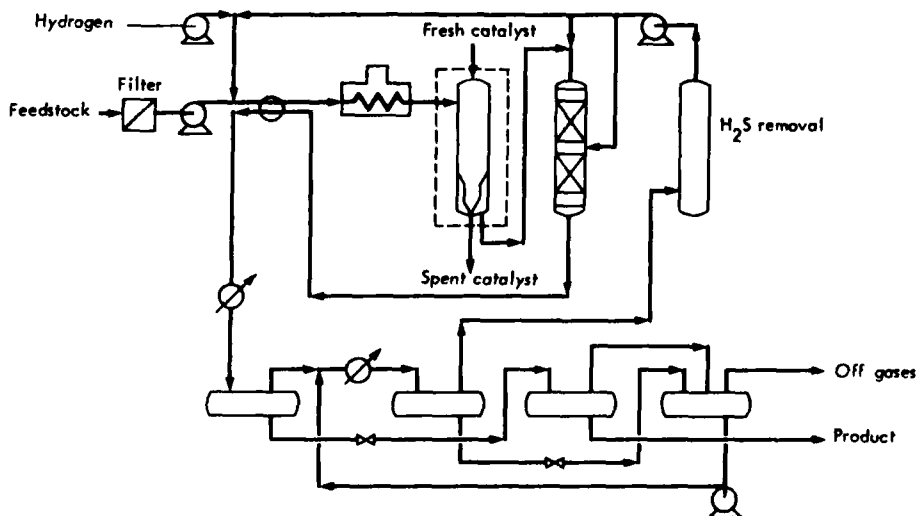 Hydrogen
Fresh catalyst
Filter
Feedstock
H₂S removal
Spent catalyst
Off gases
Product